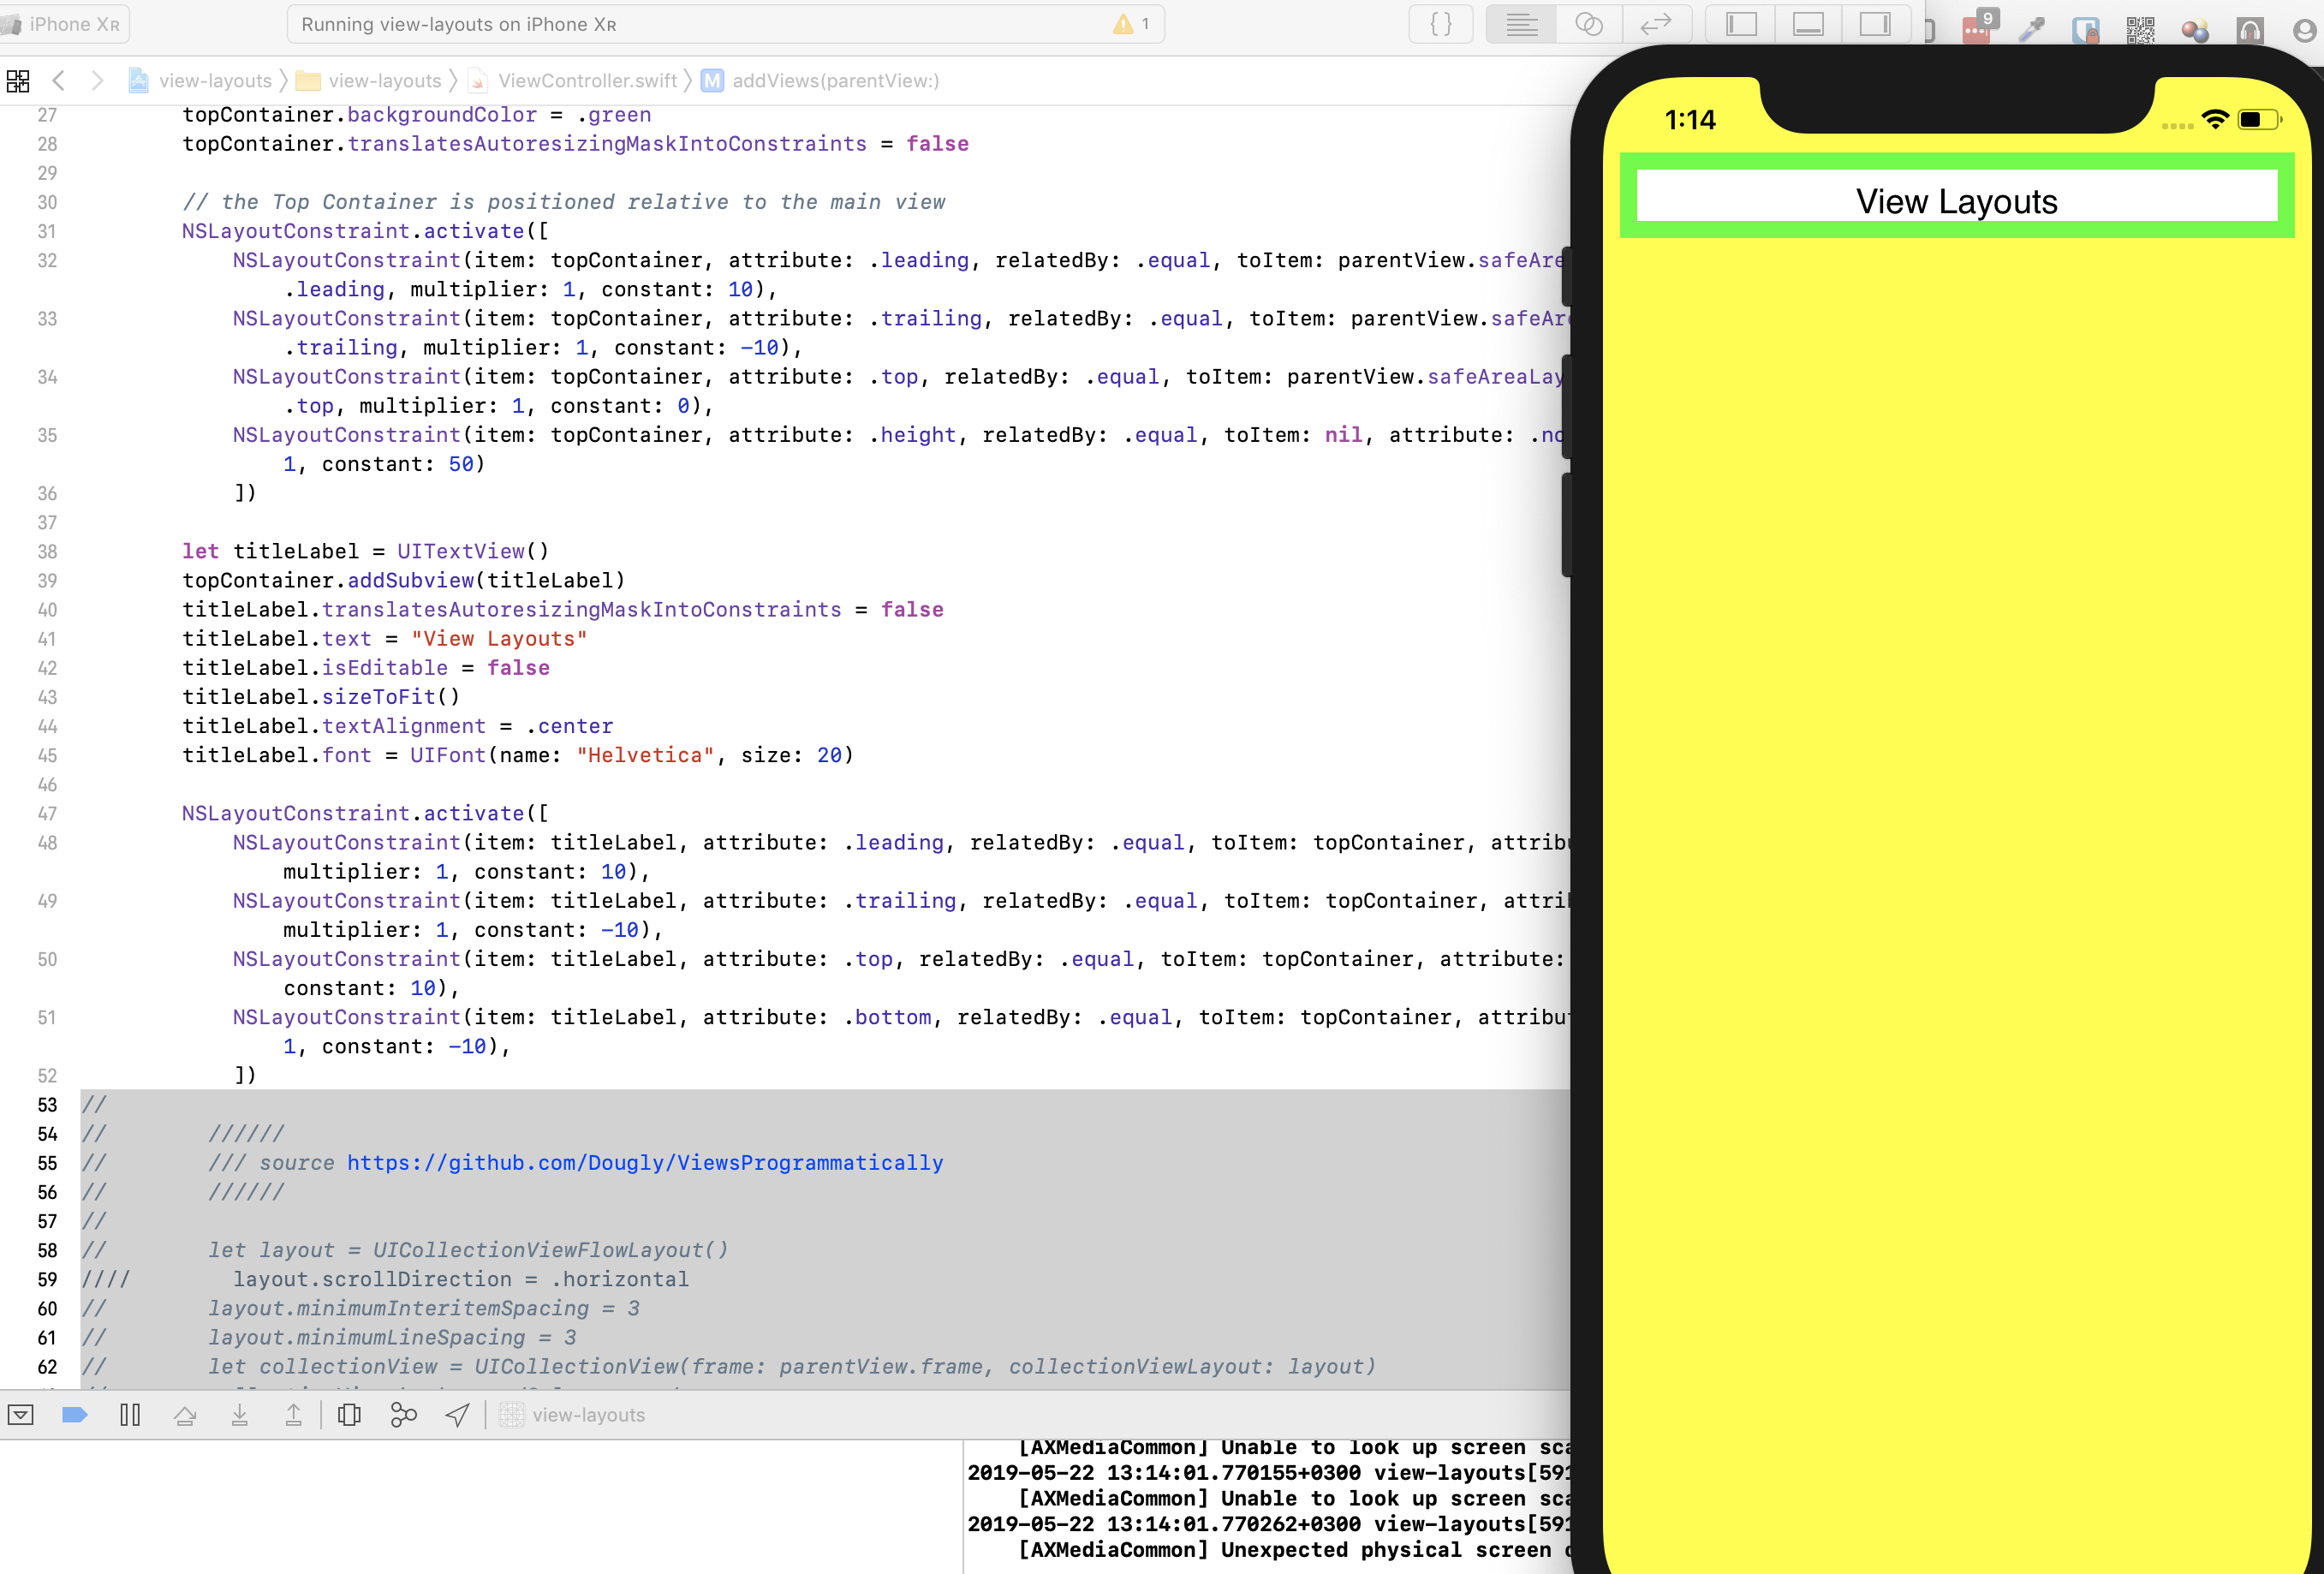 iPhone XR
Running view-layouts on iPhone XR
1
9
view-layouts
view-layouts
ViewController.swift
M addViews(parentView:)
27 topContainer.backgroundColor = .green
28 topContainer.translatesAutoresizingMaskIntoConstraints = false
29
30 // the Top Container is positioned relative to the main view
31 NSLayoutConstraint.activate([
32 NSLayoutConstraint(item: topContainer, attribute: .leading, relatedBy: .equal, toItem: parentView.safeAre
.leading, multiplier: 1, constant: 10),
33 NSLayoutConstraint(item: topContainer, attribute: .trailing, relatedBy: .equal, toItem: parentView.safeAr
.trailing, multiplier: 1, constant: -10),
34 NSLayoutConstraint(item: topContainer, attribute: .top, relatedBy: .equal, toItem: parentView.safeAreaLay
.top, multiplier: 1, constant: 0),
35 NSLayoutConstraint(item: topContainer, attribute: .height, relatedBy: .equal, toItem: nil, attribute: .no
1, constant: 50)
36 ])
37
38 let titleLabel = UITextView()
39 topContainer.addSubview(titleLabel)
40 titleLabel.translatesAutoresizingMaskIntoConstraints = false
41 titleLabel.text = "View Layouts"
42 titleLabel.isEditable = false
43 titleLabel.sizeToFit()
44 titleLabel.textAlignment = .center
45 titleLabel.font = UIFont(name: "Helvetica", size: 20)
46
47 NSLayoutConstraint.activate([
48 NSLayoutConstraint(item: titleLabel, attribute: .leading, relatedBy: .equal, toItem: topContainer, attribu
multiplier: 1, constant: 10),
49 NSLayoutConstraint(item: titleLabel, attribute: .trailing, relatedBy: .equal, toItem: topContainer, attri
multiplier: 1, constant: -10),
50 NSLayoutConstraint(item: titleLabel, attribute: .top, relatedBy: .equal, toItem: topContainer, attribute:
constant: 10),
51 NSLayoutConstraint(item: titleLabel, attribute: .bottom, relatedBy: .equal, toItem: topContainer, attribu
1, constant: -10),
52 ])
53 //
54 // //////
55 // /// source https://github.com/Dougly/ViewsProgrammatically
56 // //////
57 //
58 // let layout = UICollectionViewFlowLayout()
59 //// layout.scrollDirection = .horizontal
60 // layout.minimumInteritemSpacing = 3
61 // layout.minimumLineSpacing = 3
62 // let collectionView = UICollectionView(frame: parentView.frame, collectionViewLayout: layout)
view-layouts
[AXMediaCommon] Unable to look up screen sca
2019-05-22 13:14:01.770155+0300 view-layouts[591
[AXMediaCommon] Unable to look up screen sca
2019-05-22 13:14:01.770262+0300 view-layouts[591
[AXMediaCommon] Unexpected physical screen
1:14
View Layouts